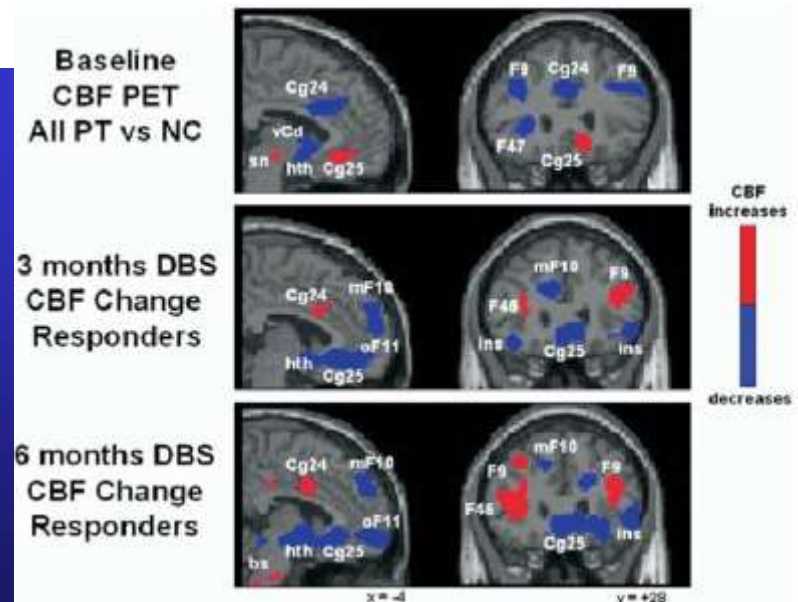 Baseline
CBF PET
All PT vs NC
Cg24
vCd
sn
hth
Cg25
F9
Cg24
F9
F47
Cg25
CBF
increases
decreases
3 months DBS
CBF Change
Responders
Cg24
mF10
oF11
hth
Cg25
mF10
F9
F46
ins
Cg25
ins
6 months DBS
CBF Change
Responders
Cg24
mF10
oF11
hth
Cg25
bs
mF10
F9
F9
F46
Cg25
ins
x = -4
y = +28